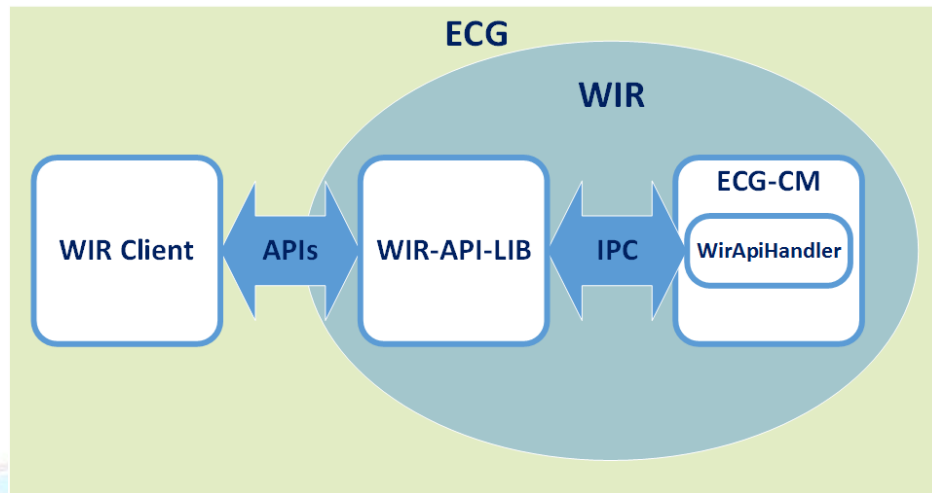 ECG
WIR
ECG-CM
WIR Client
APIs
WIR-API-LIB
IPC
WirApiHandler